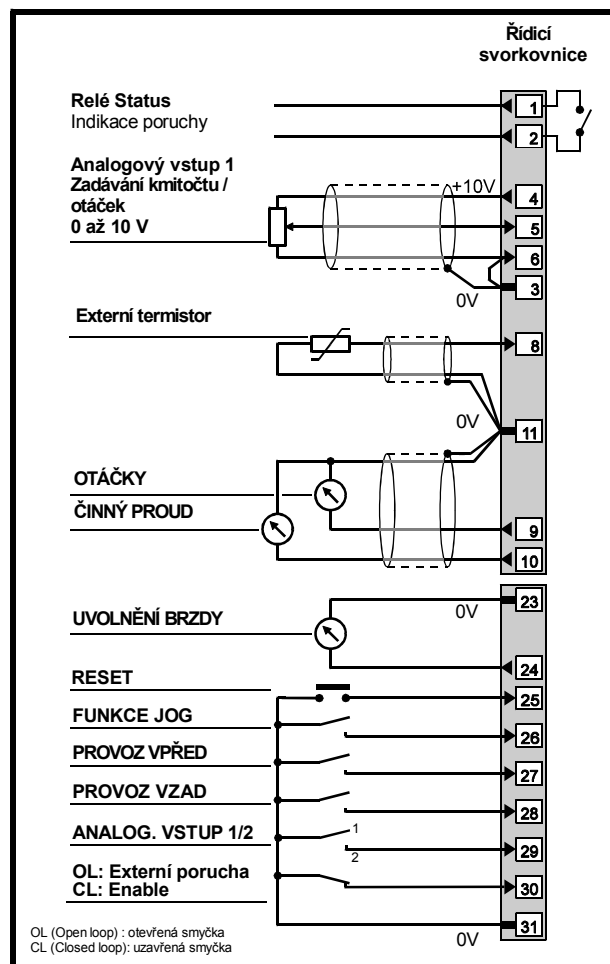 Řídicí
svorkovnice
Relé Status
Indikace poruchy
1
2
Analogový vstup 1
Zadávání kmitočtu /
otáček
0 až 10 V
+10V
4
5
6
3
0V
Externí termistor
8
0V
11
OTÁČKY
ČINNÝ PROUD
9
10
23
0V
UVOLNĚNÍ BRZDY
24
RESET
25
FUNKCE JOG
26
PROVOZ VPŘED
27
PROVOZ VZAD
28
ANALOG. VSTUP 1/2
1
2
29
OL: Externí porucha
CL: Enable
30
31
0V
OL (Open loop) : otevřená smyčka
CL (Closed loop): uzavřená smyčka